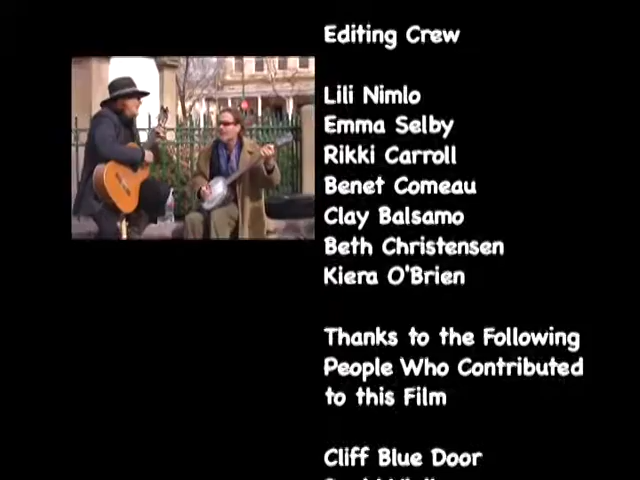 Editing Crew
Lili Nimlo
Emma Selby
Rikki Carroll
Benet Comeau
Clay Balsamo
Beth Christensen
Kiera O'Brien
Thanks to the Following
People Who Contributed
to this Film
Cliff Blue Door